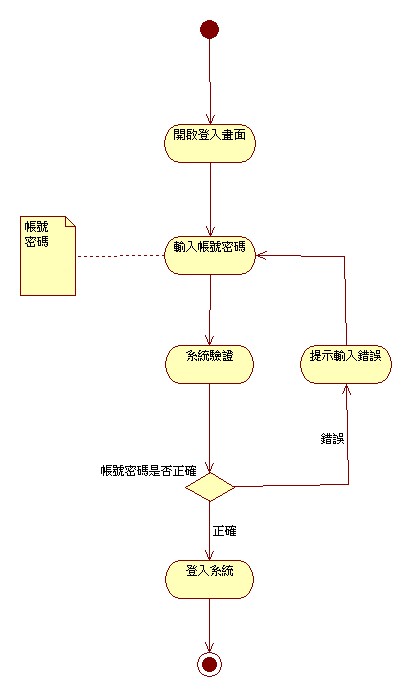 開啟登入畫面
帳號
密碼
輸入帳號密碼
系統驗證
提示輸入錯誤
錯誤
帳號密碼是否正確
正確
登入系統